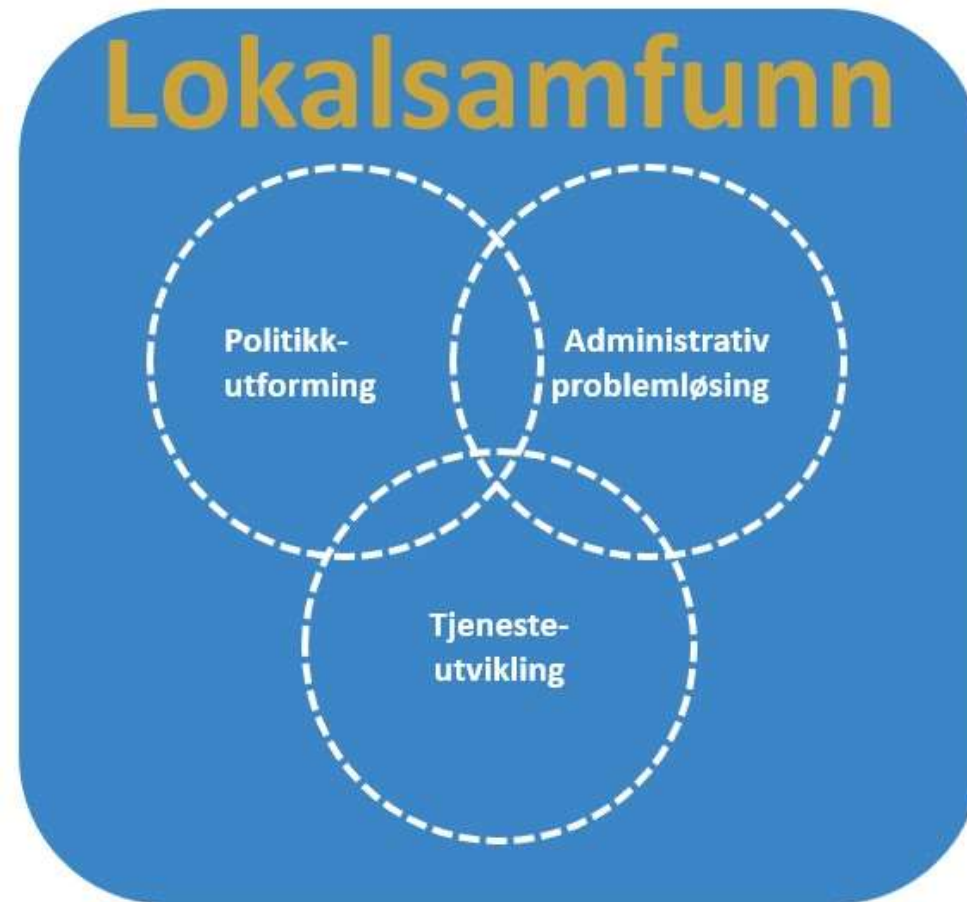 Lokalsamfunn
Politikk-
utforming
Administrativ
problemløsing
Tjeneste-
utvikling